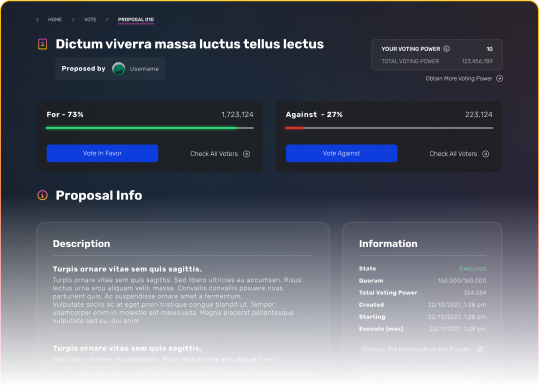 HOME / VOTE / PROPOSAL 010
Dictum viverra massa luctus tellus lectus
Proposed by Username
YOUR VOTING POWER 10
TOTAL VOTING POWER 123,456,789
Obtain More Voting Power
For - 73% 1,723,124
Vote In Favor Check All Voters
Against - 27% 223,124
Vote Against Check All Voters
Proposal Info
Description
Turpis ornare vitae sem quis sagittis.
Turpis ornare vitae sem quis sagittis. Sed libero ultricies eu accumsan. Risus
lectus urna arcu aliquam velit, massa. Convallis convallis posuere risus,
parturient quis. Ac suspendisse ornare amet a fermentum.
Vulputate sociis ac at eget proin tristique congue blandit ut. Tempor,
ullamcorper enim in molestie elit malesuada. Magna placerat pellentesque
vulputate sed eu, dui enim
Turpis ornare vitae sem quis sagittis.
Sed libero ultricies eu accumsan. Risus lectus urna arcu aliquam velit,
Information
State Executed
Quorum 160,000/160,000
Total Voting Power 324,554
Created 22/10/2021, 1:28 pm
Starting 22/10/2021, 1:28 pm
Execute (max) 22/11/2021, 1:28 pm
Discuss the proposals at the Forum